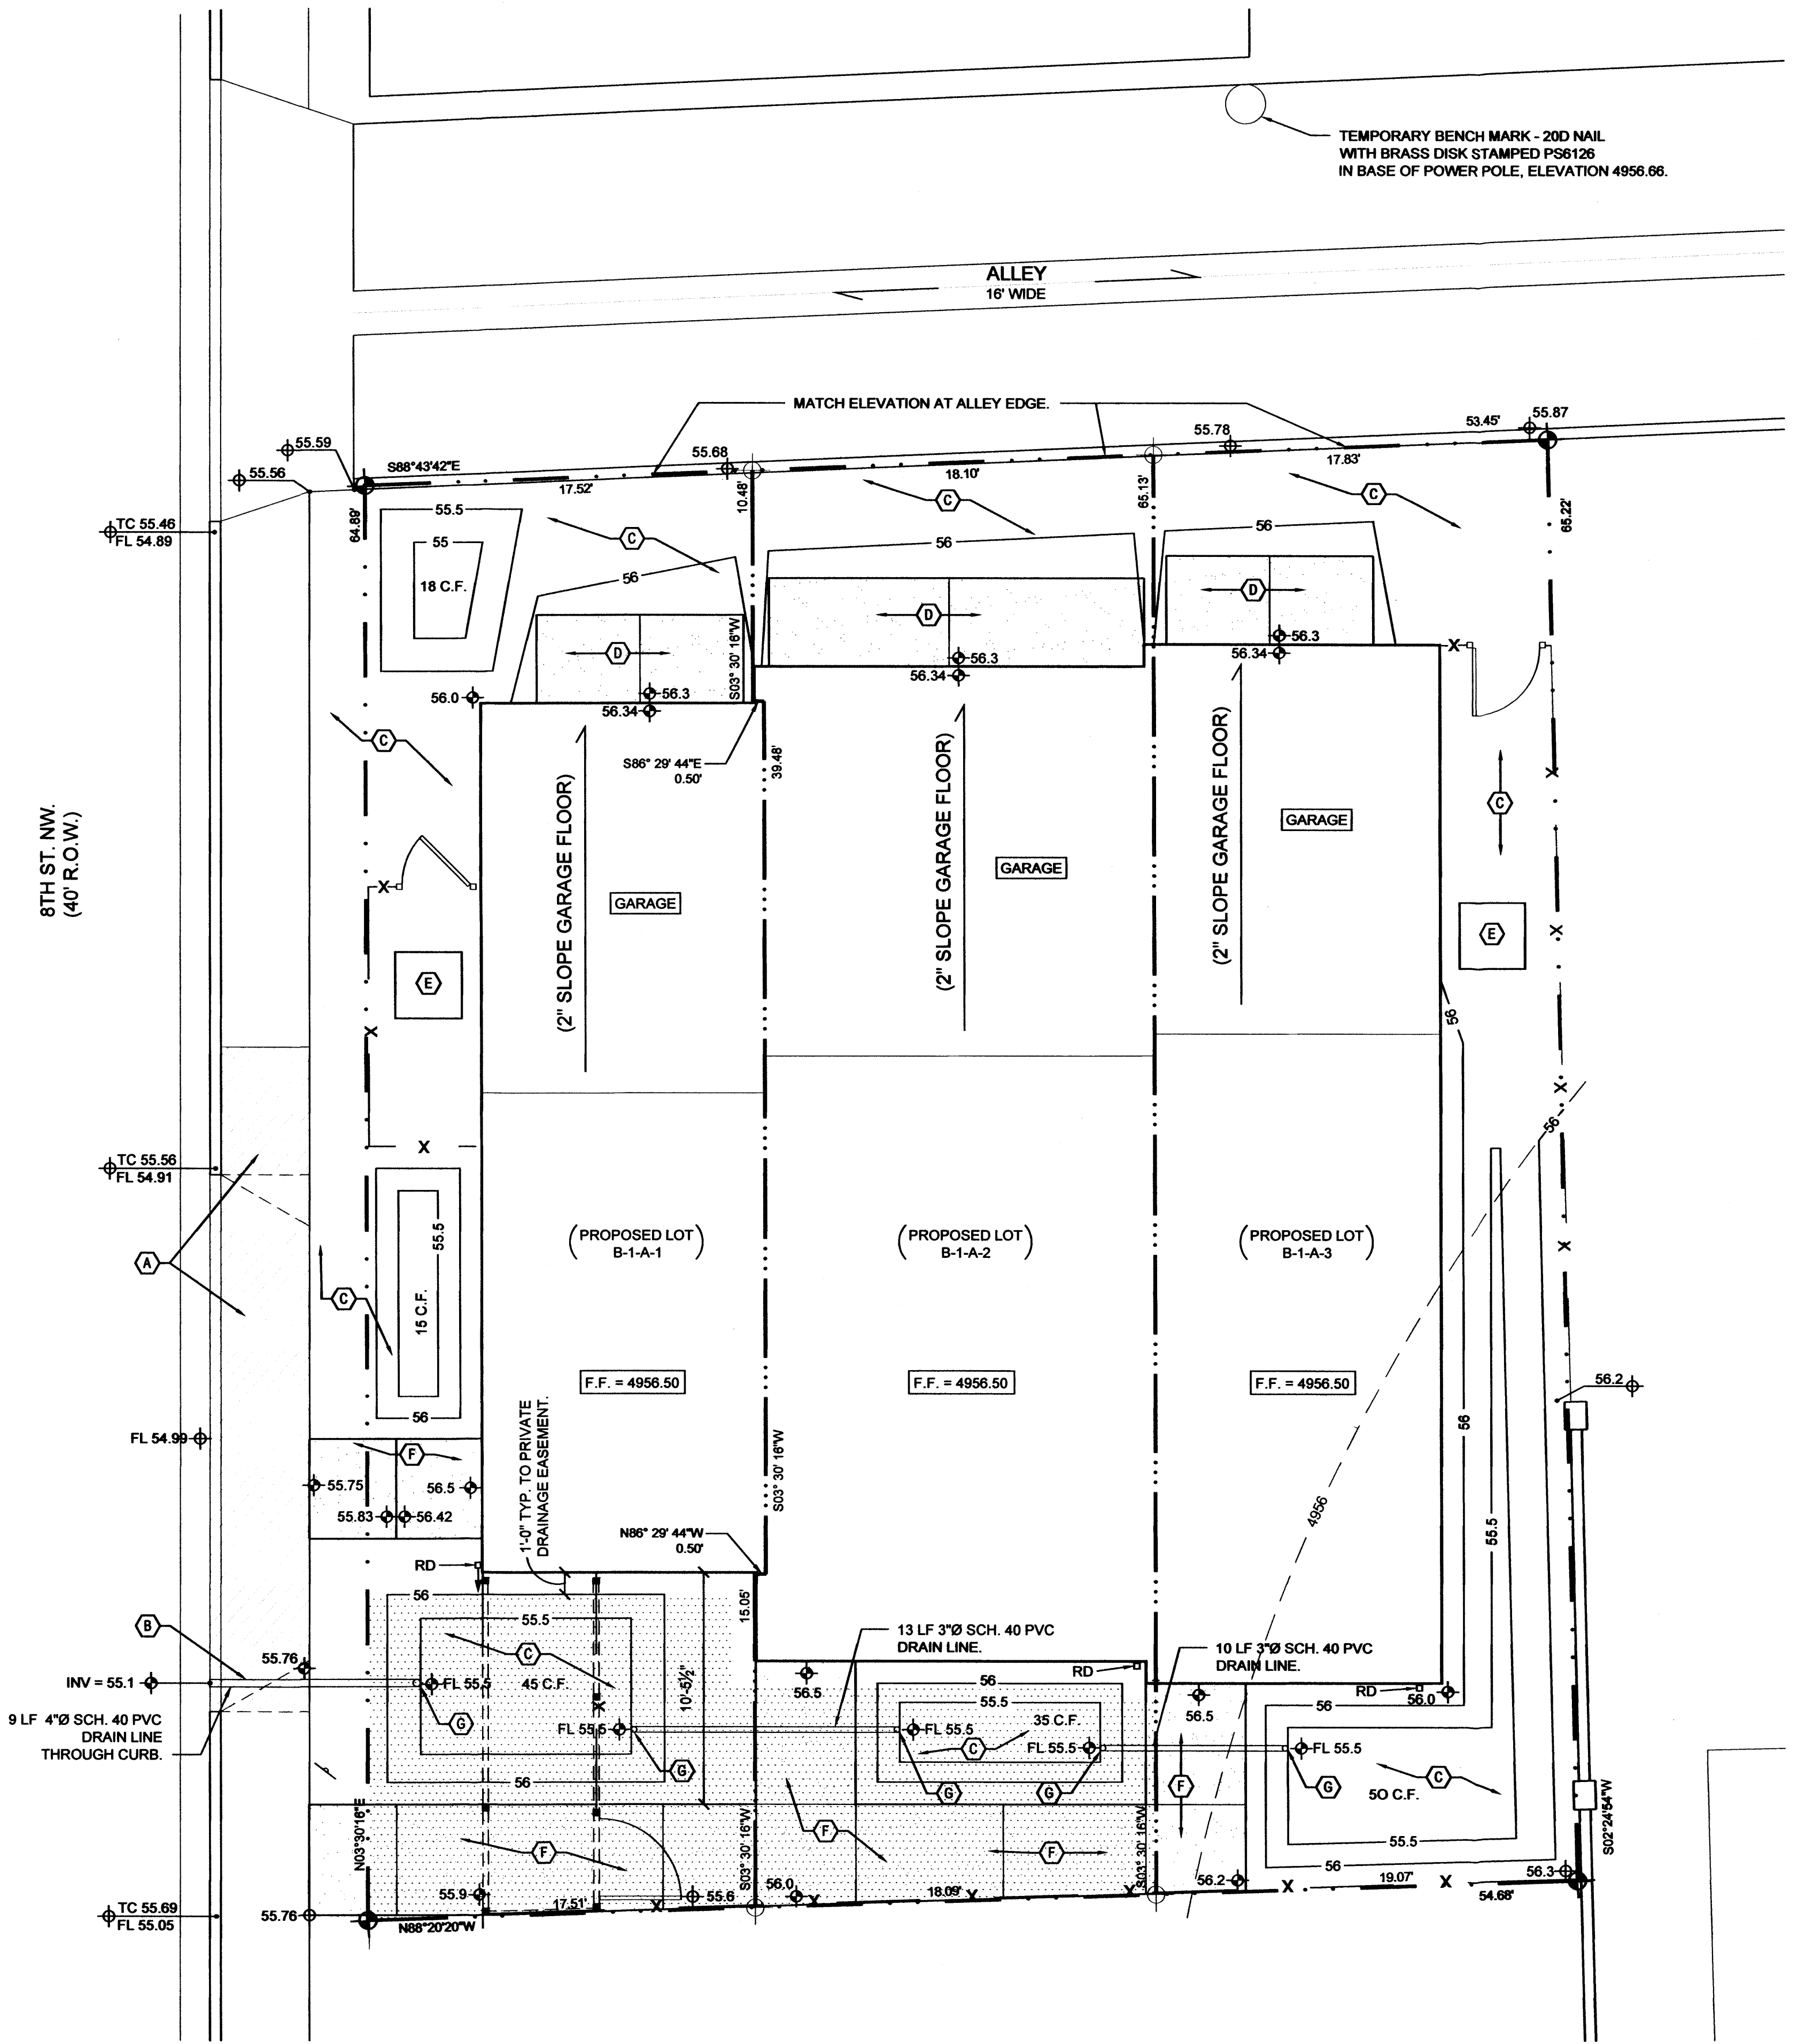 TEMPORARY BENCH MARK - 20D NAIL
WITH BRASS DISK STAMPED PS6126
IN BASE OF POWER POLE, ELEVATION 4956.66.
ALLEY
16' WIDE
MATCH ELEVATION AT ALLEY EDGE.
53.45'
55.87
55.78
55.68
55.59
55.56
S88°43'42"E
17.52'
18.10'
17.83'
64.89'
10.48'
65.13'
65.22'
TC 55.46
FL 54.89
55.5
55
18 C.F.
C
C
C
56
56
56
D
D
D
S03° 30' 16"W
56.3
56.34
56.3
56.34
56.3
56.34
56.0
X
C
S86° 29' 44"E
0.50'
39.48'
(2" SLOPE GARAGE FLOOR)
(2" SLOPE GARAGE FLOOR)
(2" SLOPE GARAGE FLOOR)
GARAGE
GARAGE
GARAGE
X
C
8TH ST. NW.
(40' R.O.W.)
X
E
E
X
X
56
X
X
56
TC 55.56
FL 54.91
X
A
55.5
15 C.F.
C
56
(PROPOSED LOT)
B-1-A-1
(PROPOSED LOT)
B-1-A-2
(PROPOSED LOT)
B-1-A-3
X
F.F. = 4956.50
F.F. = 4956.50
F.F. = 4956.50
56.2
56
55.5
4956
FL 54.99
F
55.75
56.5
55.83
56.42
1'-0" TYP. TO PRIVATE
DRAINAGE EASEMENT.
S03° 30' 16"W
N86° 29' 44"W
0.50'
RD
56
55.5
15.05'
B
C
13 LF 3"Ø SCH. 40 PVC
DRAIN LINE.
10 LF 3"Ø SCH. 40 PVC
DRAIN LINE.
55.76
INV = 55.1
FL 55.5
45 C.F.
X
10'-5½"
56.5
RD
56
55.5
56.5
RD
56.0
56
9 LF 4"Ø SCH. 40 PVC
DRAIN LINE
THROUGH CURB.
G
FL 55.5
FL 55.5
35 C.F.
C
FL 55.5
FL 55.5
G
56
G
G
F
G
C
50 C.F.
S02°24'54"W
N03°30'16"E
F
S03° 30' 16"W
F
F
S03° 30' 16"W
55.5
56
56.3
55.9
55.6
56.0
56.2
17.51'
X
X
18.09'
X
X
X
19.07'
X
54.68'
TC 55.69
FL 55.05
55.76
N88°20'20"W